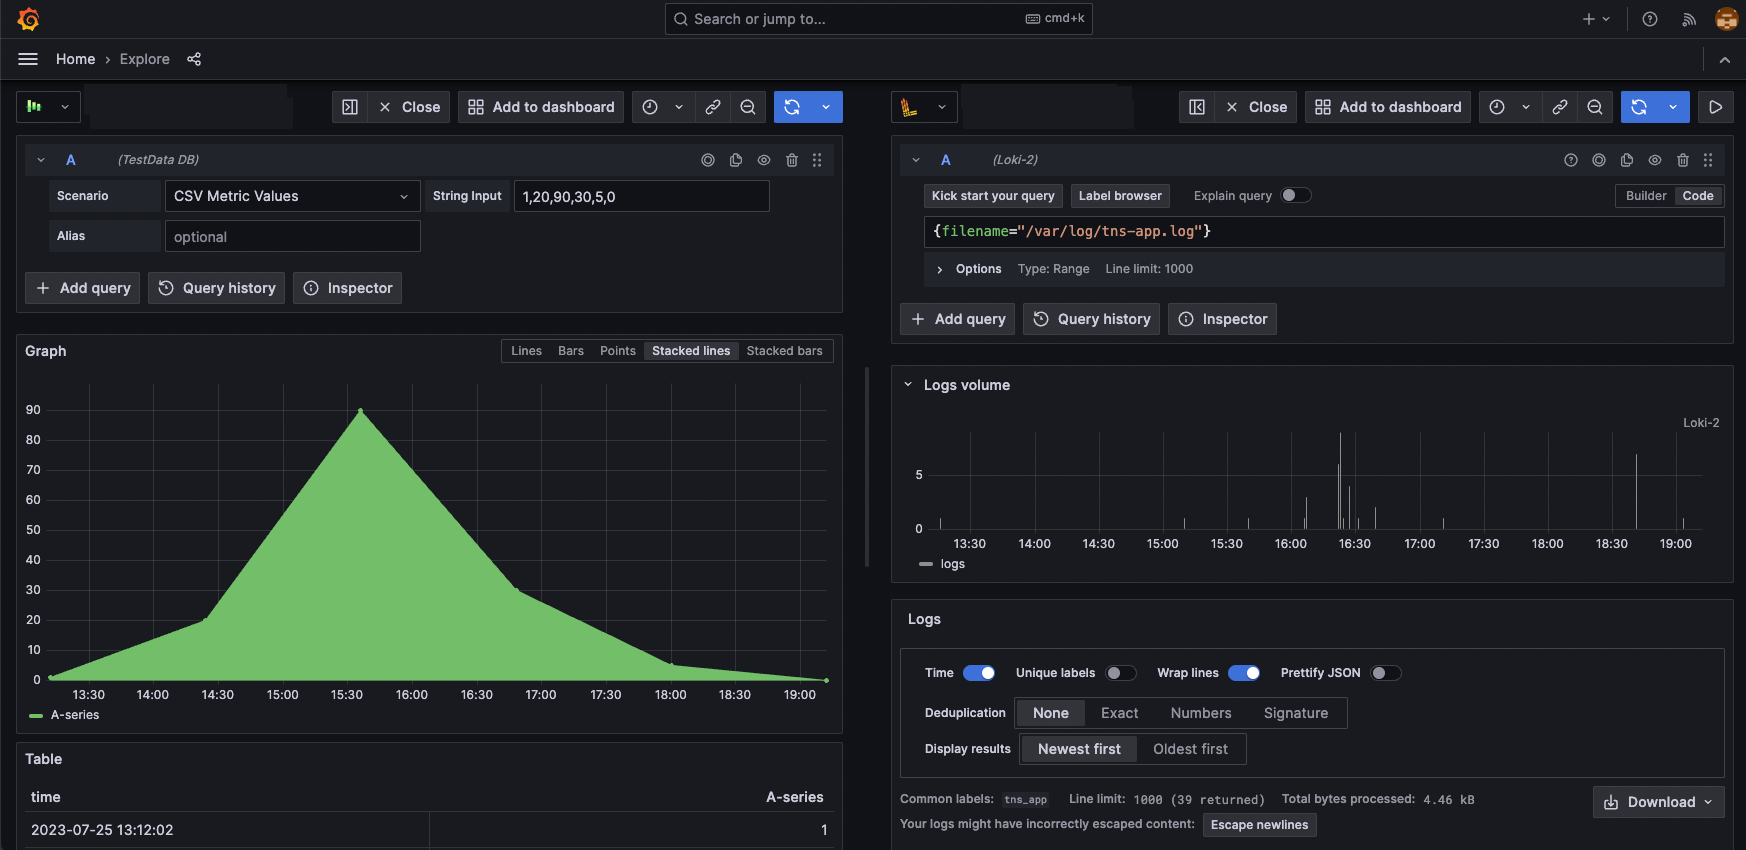 Search or jump to...
cmd+k
Home
Explore
Close
Add to dashboard
A
(TestData DB)
Scenario
CSV Metric Values
String Input
1,20,90,30,5,0
Alias
optional
Add query
Query history
Inspector
Graph
Lines
Bars
Points
Stacked lines
Stacked bars
90
80
70
60
50
40
30
20
10
0
13:30
14:00
14:30
15:00
15:30
16:00
16:30
17:00
17:30
18:00
18:30
19:00
A-series
Table
time
A-series
2023-07-25 13:12:02
1
Close
Add to dashboard
A
(Loki-2)
Kick start your query
Label browser
Explain query
Builder
Code
{filename="/var/log/tns-app.log"}
Options
Type: Range
Line limit: 1000
Add query
Query history
Inspector
Logs volume
Loki-2
5
0
13:30
14:00
14:30
15:00
15:30
16:00
16:30
17:00
17:30
18:00
18:30
19:00
logs
Logs
Time
Unique labels
Wrap lines
Prettify JSON
Deduplication
None
Exact
Numbers
Signature
Display results
Newest first
Oldest first
Common labels: tns_app
Line limit: 1000 (39 returned)
Total bytes processed: 4.46 kB
Download
Your logs might have incorrectly escaped content:
Escape newlines